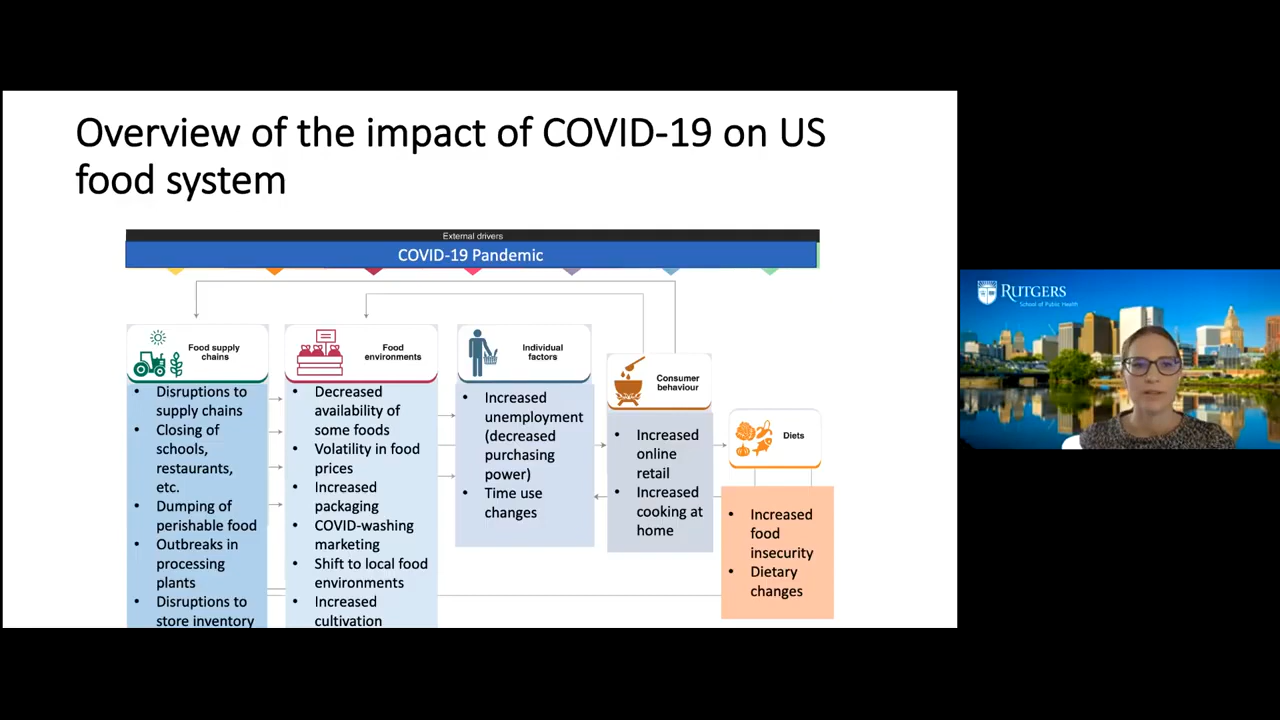 Overview of the impact of COVID-19 on US
food system
External drivers
COVID-19 Pandemic
Food supply
chains
• Disruptions to
supply chains
• Closing of
schools,
restaurants,
etc.
• Dumping of
perishable food
• Outbreaks in
processing
plants
• Disruptions to
store inventory
Food
environments
• Decreased
availability of
some foods
• Volatility in food
prices
• Increased
packaging
• COVID-washing
marketing
• Shift to local food
environments
• Increased
cultivation
Individual
factors
• Increased
unemployment
(decreased
purchasing
power)
• Time use
changes
Consumer
behaviour
• Increased
online
retail
• Increased
cooking at
home
Diets
• Increased
food
insecurity
• Dietary
changes
RUTGERS
School of Public Health